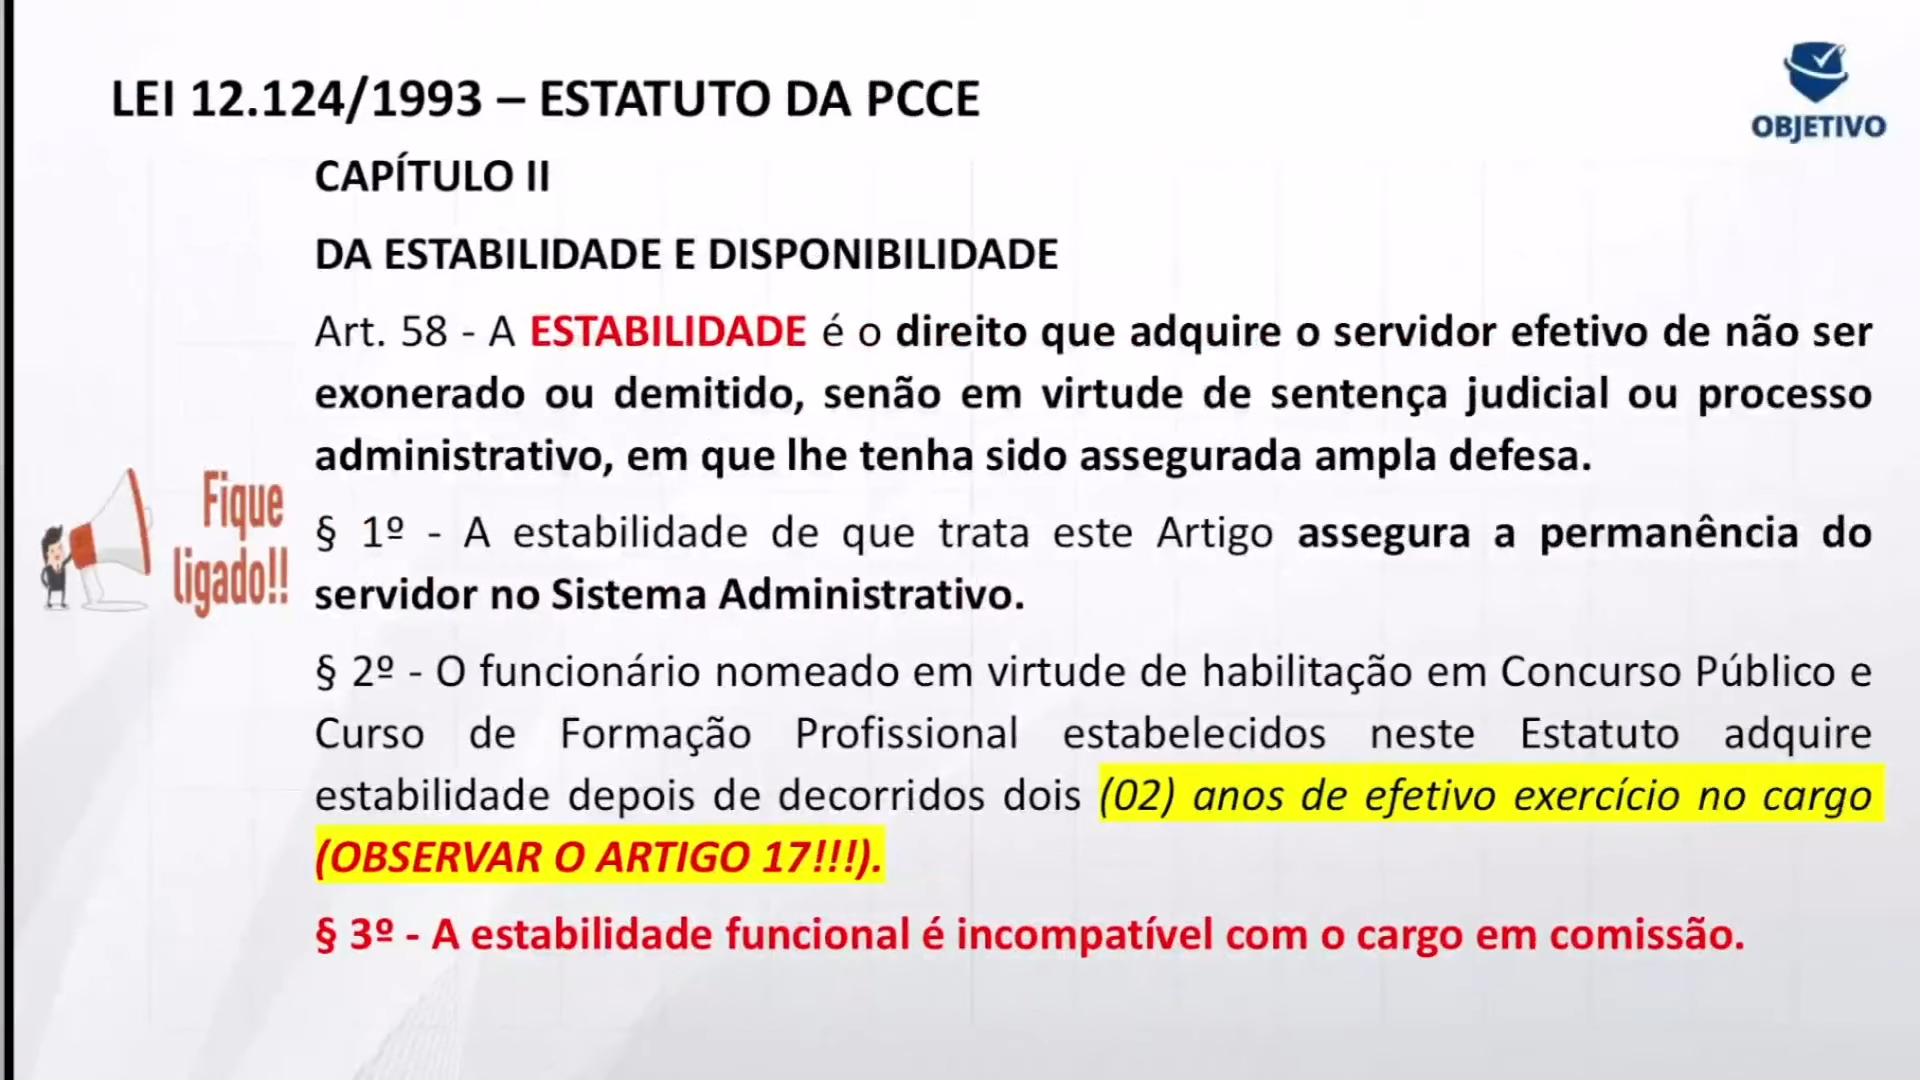 LEI 12.124/1993 – ESTATUTO DA PCCE
OBJETIVO
CAPÍTULO II
DA ESTABILIDADE E DISPONIBILIDADE
Art. 58 - A ESTABILIDADE é o direito que adquire o servidor efetivo de não ser
exonerado ou demitido, senão em virtude de sentença judicial ou processo
administrativo, em que lhe tenha sido assegurada ampla defesa.
Fique
ligado!!
§ 1º - A estabilidade de que trata este Artigo assegura a permanência do
servidor no Sistema Administrativo.
§ 2º - O funcionário nomeado em virtude de habilitação em Concurso Público e
Curso de Formação Profissional estabelecidos neste Estatuto adquire
estabilidade depois de decorridos dois (02) anos de efetivo exercício no cargo
(OBSERVAR O ARTIGO 17!!!).
§ 3º - A estabilidade funcional é incompatível com o cargo em comissão.